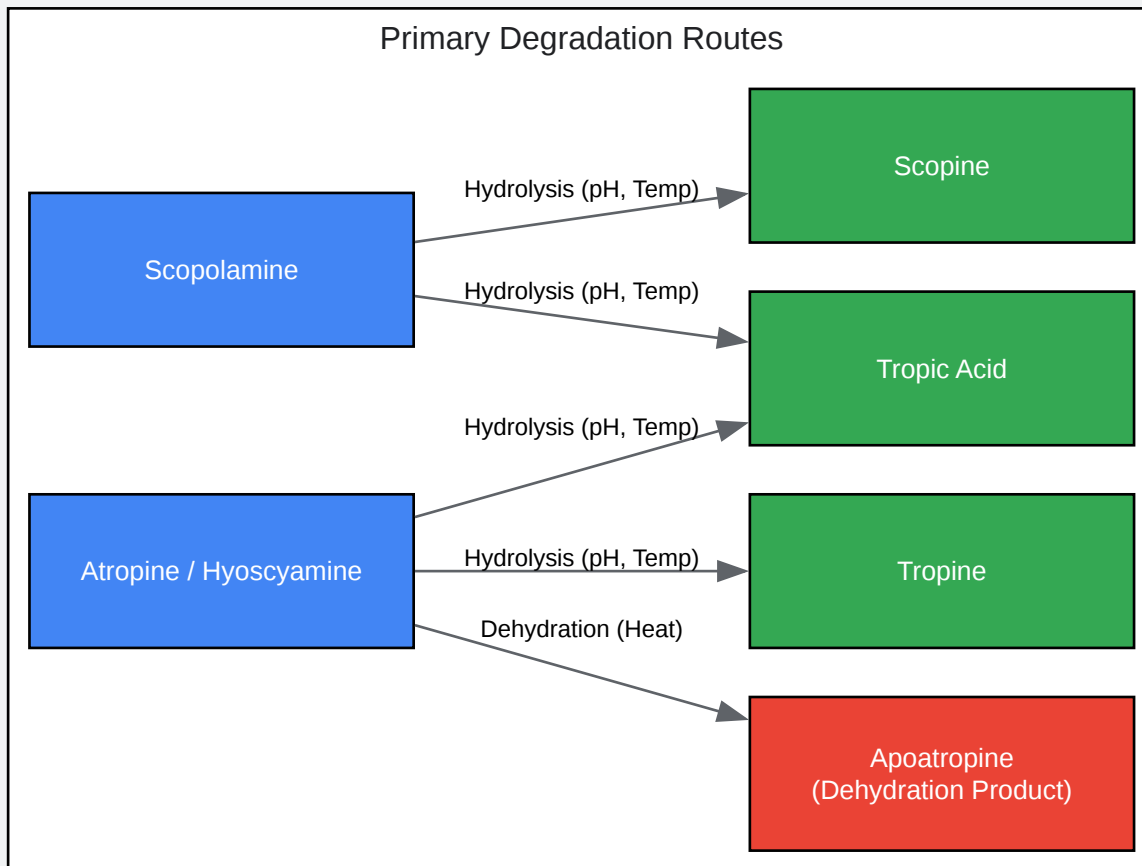 Primary Degradation Routes
Scopine
Hydrolysis (pH, Temp)
Scopolamine
Hydrolysis (pH, Temp)
Tropic Acid
Hydrolysis (pH, Temp)
Hydrolysis (pH, Temp)
Atropine / Hyoscyamine
Tropine
Dehydration (Heat)
Apoatropine
(Dehydration Product)